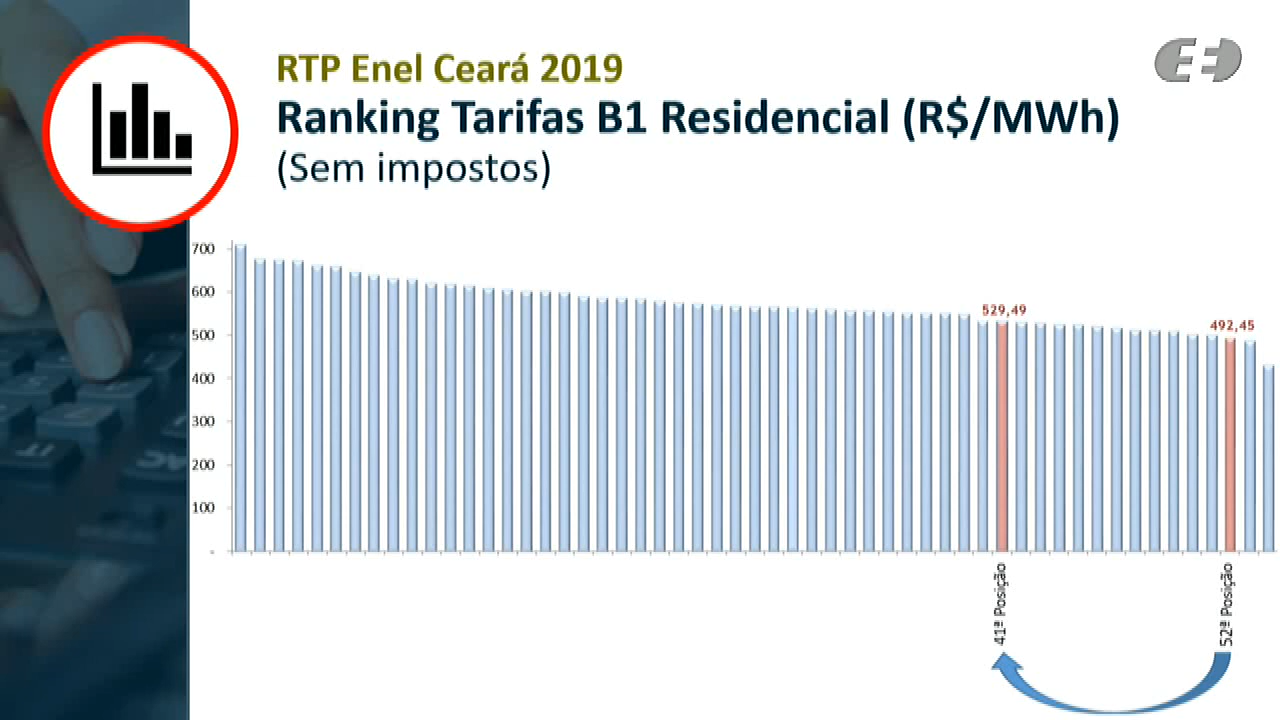 RTP Enel Ceará 2019
Ranking Tarifas B1 Residencial (R$/MWh)
(Sem impostos)
700
600
500
400
300
200
100
-
529,49
492,45
41ª Posição
52ª Posição